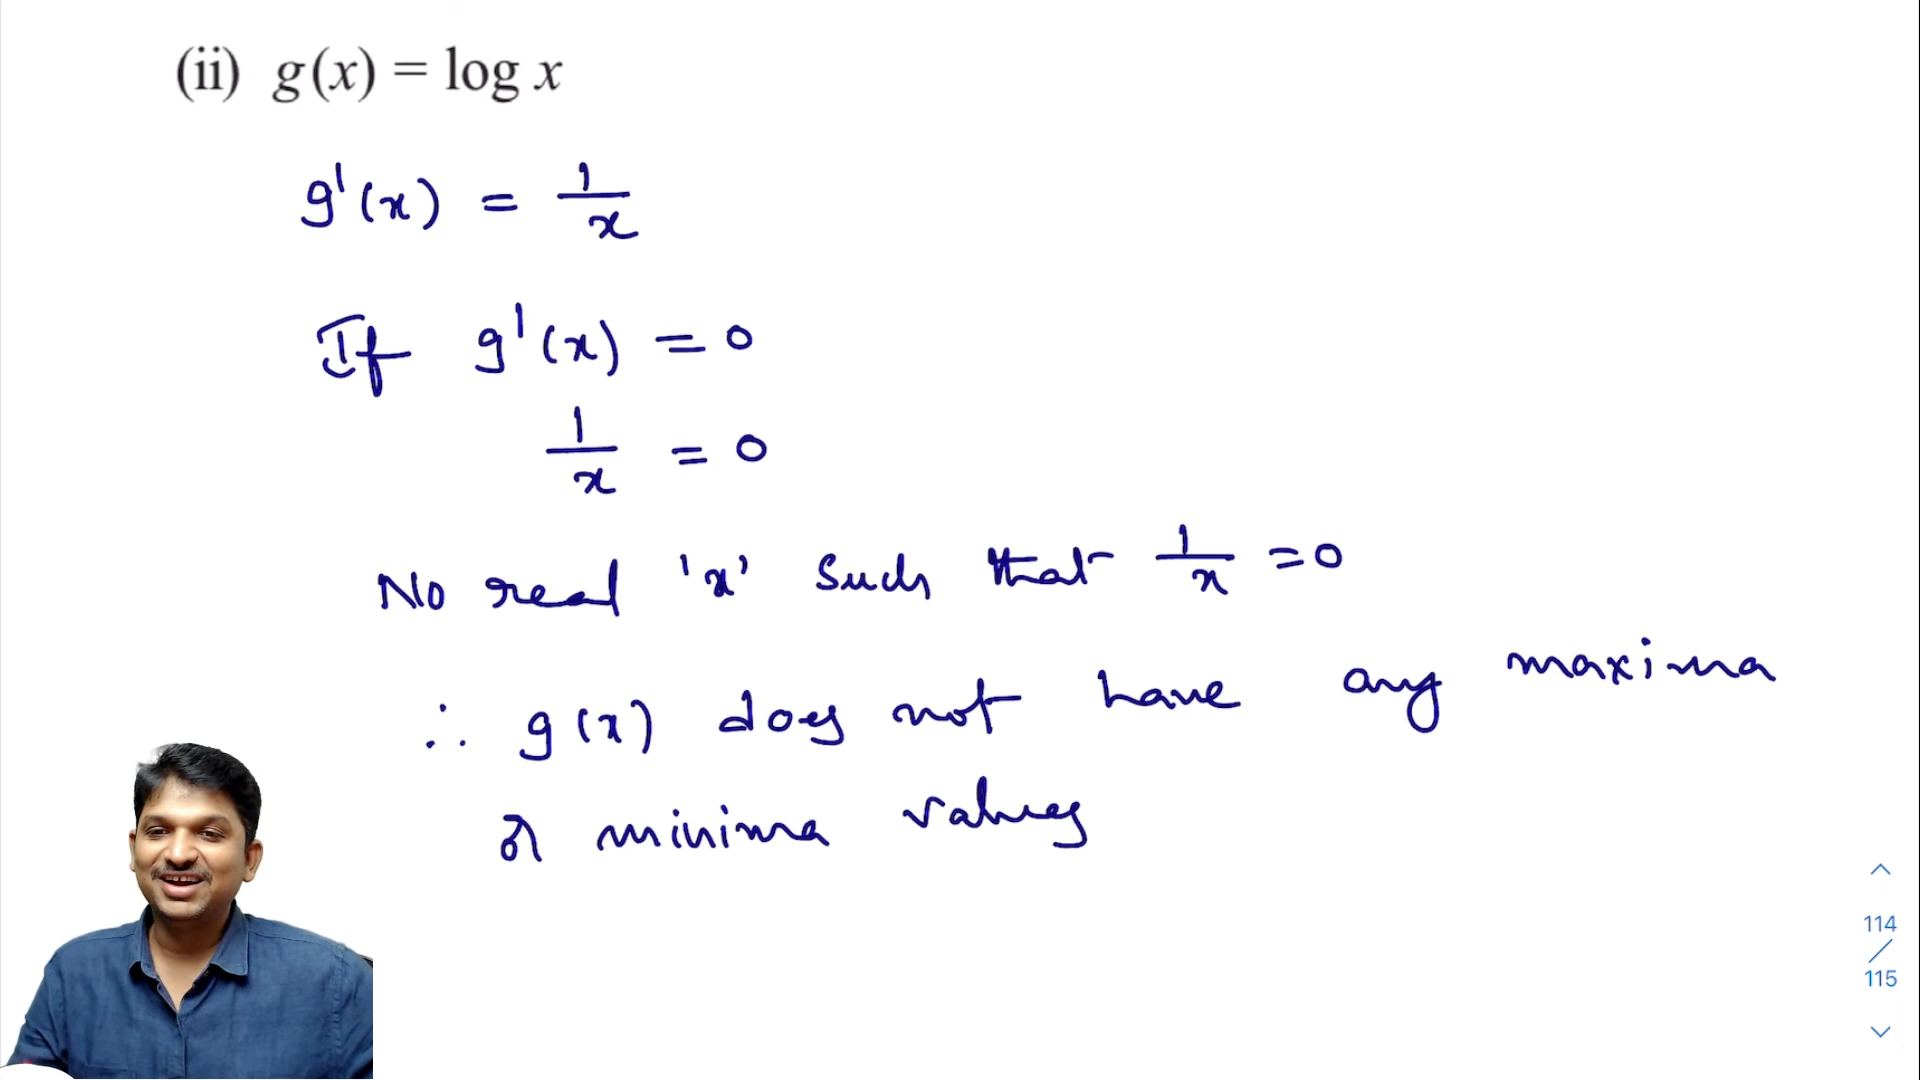 (ii) g(x) = log x
g'(x) = 1/x
If g'(x) = 0
1/x = 0
No real 'x' such that 1/x = 0
∴ g(x) does not have any maxima
or minima values
114
/
115